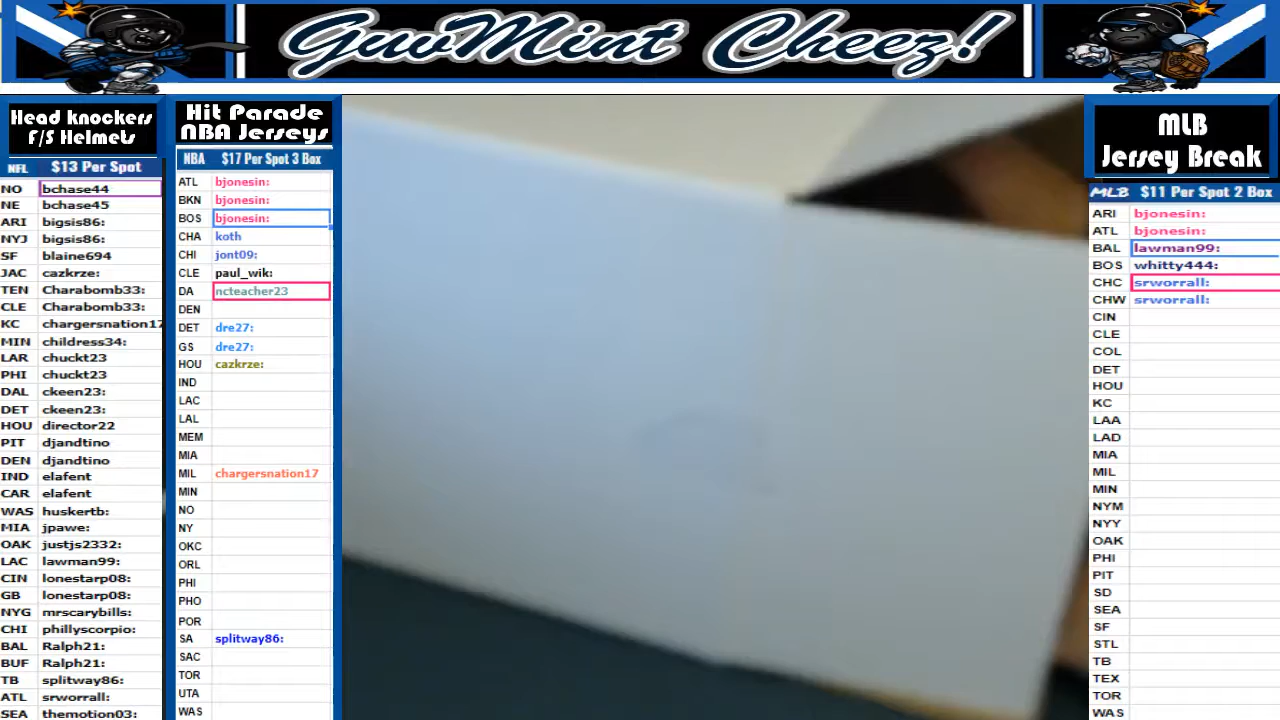 GuvMint Cheez!
Head knockers
F/S Helmets
NFL $13 Per Spot
NO bchase44
NE bchase45
ARI bigsis86:
NYJ bigsis86:
SF blaine694
JAC cazkrze:
TEN Charabomb33:
CLE Charabomb33:
KC chargersnation17
MIN childress34:
LAR chuckt23
PHI chuckt23
DAL ckeen23:
DET ckeen23:
HOU director22
PIT djandtino
DEN djandtino
IND elafent
CAR elafent
WAS huskertb:
MIA jpawe:
OAK justjs2332:
LAC lawman99:
CIN lonestarp08:
GB lonestarp08:
NYG mrscarybills:
CHI phillyscorpio:
BAL Ralph21:
BUF Ralph21:
TB splitway86:
ATL srworrall:
SEA themotion03:
Hit Parade
NBA Jerseys
NBA $17 Per Spot 3 Box
ATL bjonesin:
BKN bjonesin:
BOS bjonesin:
CHA koth
CHI jont09:
CLE paul_wik:
DA ncteacher23
DEN
DET dre27:
GS dre27:
HOU cazkrze:
IND
LAC
LAL
MEM
MIA
MIL chargersnation17
MIN
NO
NY
OKC
ORL
PHI
PHO
POR
SA splitway86:
SAC
TOR
UTA
WAS
MLB
Jersey Break
MLB $11 Per Spot 2 Box
ARI bjonesin:
ATL bjonesin:
BAL lawman99:
BOS whitty444:
CHC srworrall:
CHW srworrall:
CIN
CLE
COL
DET
HOU
KC
LAA
LAD
MIA
MIL
MIN
NYM
NYY
OAK
PHI
PIT
SD
SEA
SF
STL
TB
TEX
TOR
WAS